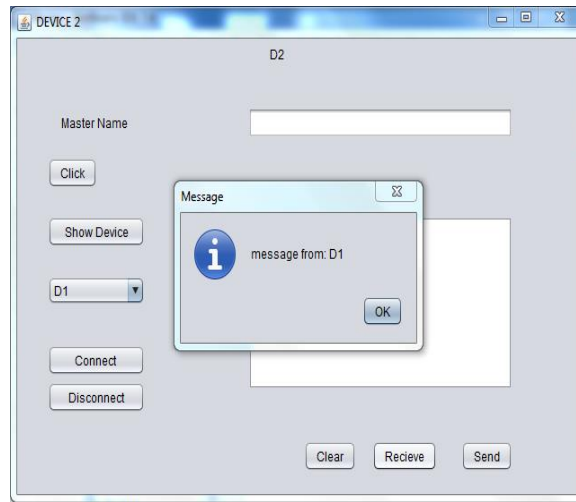 DEVICE 2
D2
Master Name
Click
Message
Show Device
message from: D1
D1
OK
Connect
Disconnect
Clear
Recieve
Send